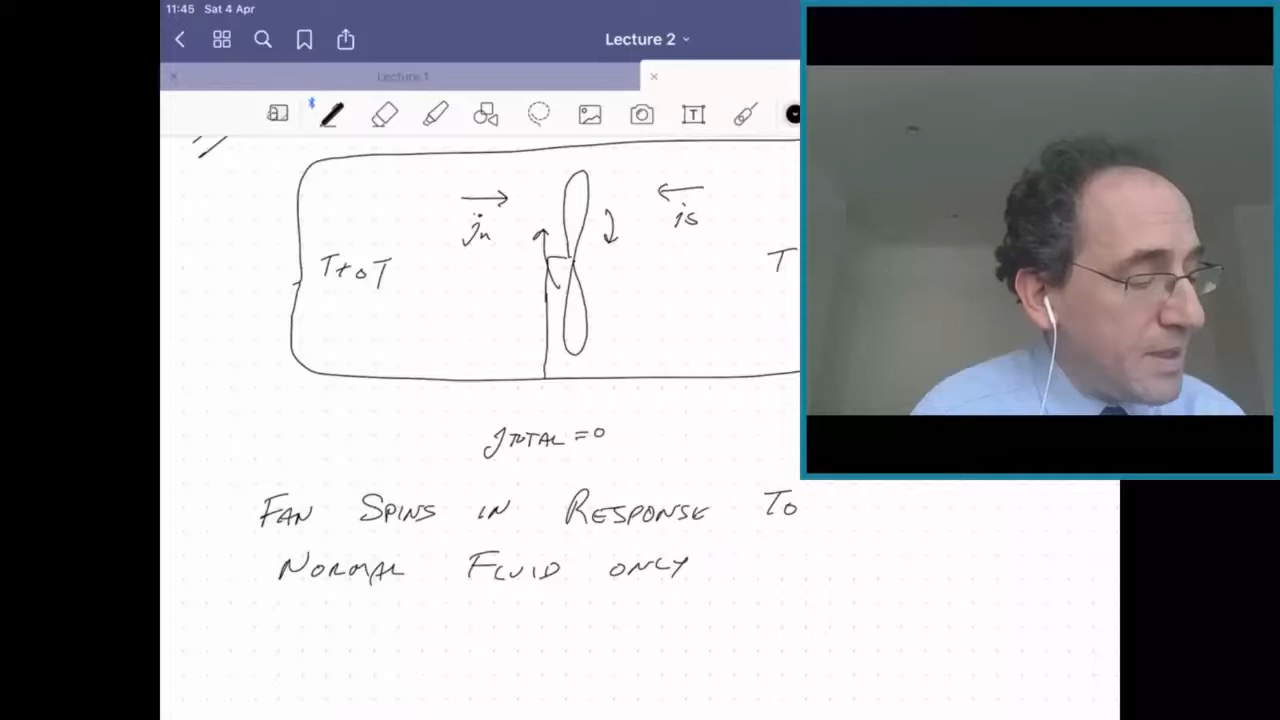 11:45 Sat 4 Apr
Lecture 2
Lecture 1
T
jn
js
T+ΔT
T
jTOTAL = 0
FAN SPINS IN RESPONSE TO
NORMAL FLUID ONLY